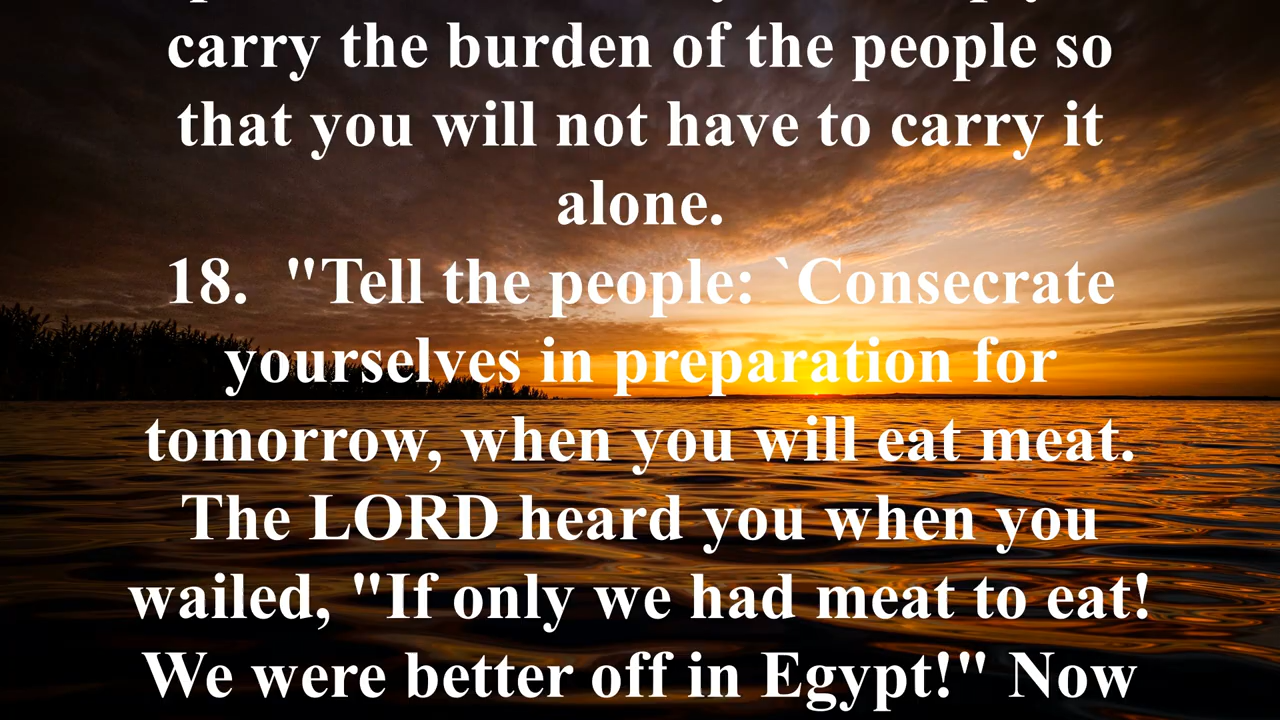 carry the burden of the people so
that you will not have to carry it
alone.
18.  "Tell the people: `Consecrate
yourselves in preparation for
tomorrow, when you will eat meat.
The LORD heard you when you
wailed, "If only we had meat to eat!
We were better off in Egypt!" Now